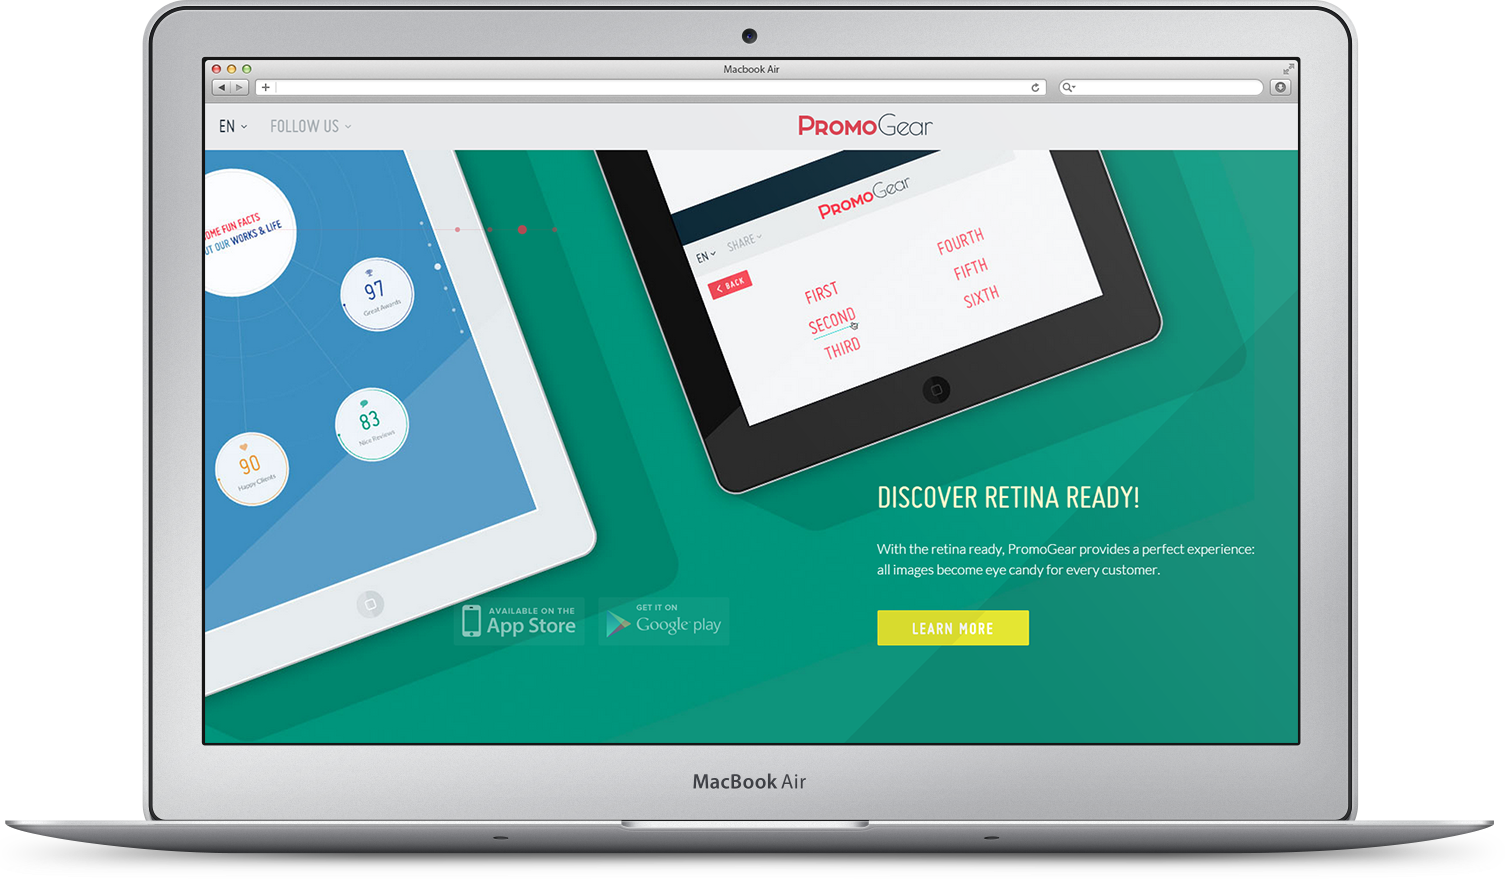 Macbook Air
EN
FOLLOW US
PROMOGear
OME FUN FACTS
UT OUR WORKS & LIFE
97
Great Awards
83
Nice Reviews
90
Happy Clients
PROMOGear
EN
SHARE
BACK
FIRST
SECOND
THIRD
FOURTH
FIFTH
SIXTH
DISCOVER RETINA READY!
With the retina ready, PromoGear provides a perfect experience:
all images become eye candy for every customer.
LEARN MORE
AVAILABLE ON THE
App Store
GET IT ON
Google play
MacBook Air